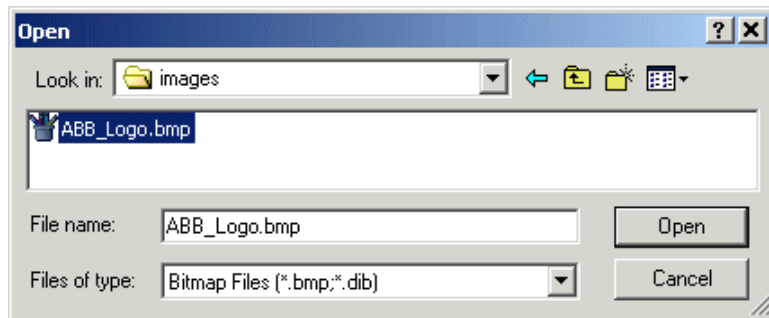 Open
Look in: images
ABB_Logo.bmp
File name: ABB_Logo.bmp Open
Files of type: Bitmap Files (*.bmp;*.dib) Cancel